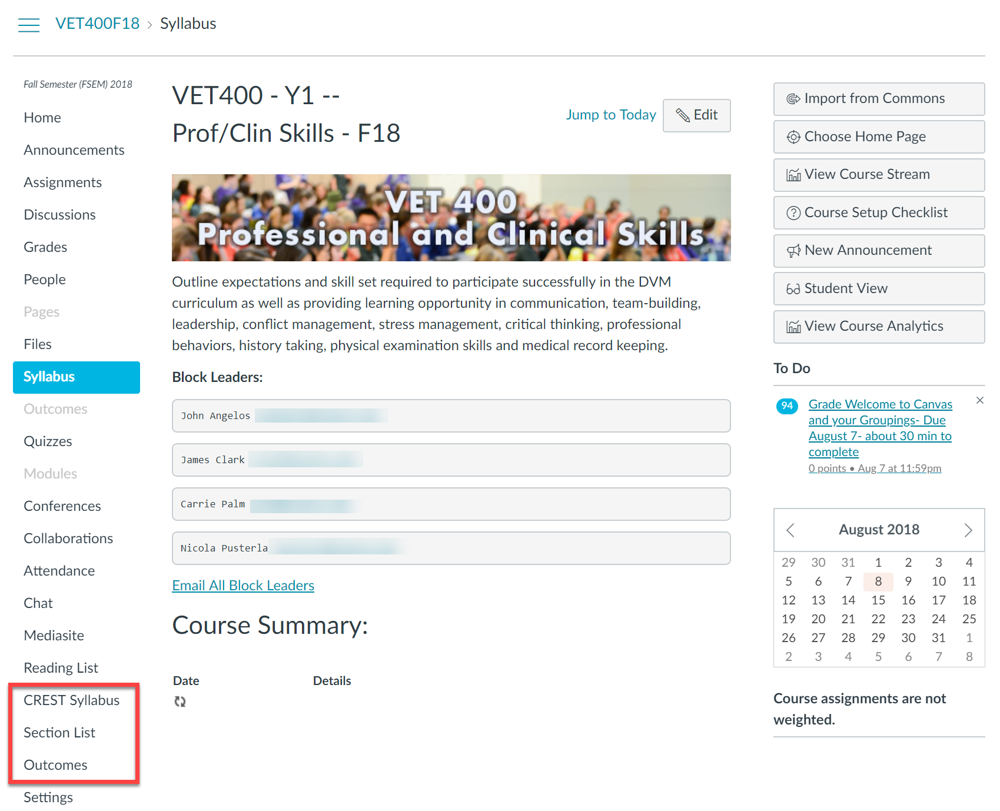 VET400F18 › Syllabus
Fall Semester (FSEM) 2018
Home
Announcements
Assignments
Discussions
Grades
People
Pages
Files
Syllabus
Outcomes
Quizzes
Modules
Conferences
Collaborations
Attendance
Chat
Mediasite
Reading List
CREST Syllabus
Section List
Outcomes
Settings
VET400 - Y1 --
Prof/Clin Skills - F18
Jump to Today
Edit
VET 400
Professional and Clinical Skills
Outline expectations and skill set required to participate successfully in the DVM
curriculum as well as providing learning opportunity in communication, team-building,
leadership, conflict management, stress management, critical thinking, professional
behaviors, history taking, physical examination skills and medical record keeping.
Block Leaders:
John Angelos
James Clark
Carrie Palm
Nicola Pusterla
Email All Block Leaders
Course Summary:
Date Details
Import from Commons
Choose Home Page
View Course Stream
Course Setup Checklist
New Announcement
Student View
View Course Analytics
To Do
94
Grade Welcome to Canvas
and your Groupings- Due
August 7- about 30 min to
complete
0 points • Aug 7 at 11:59pm
August 2018
29 30 31 1 2 3 4
5 6 7 8 9 10 11
12 13 14 15 16 17 18
19 20 21 22 23 24 25
26 27 28 29 30 31 1
2 3 4 5 6 7 8
Course assignments are not
weighted.